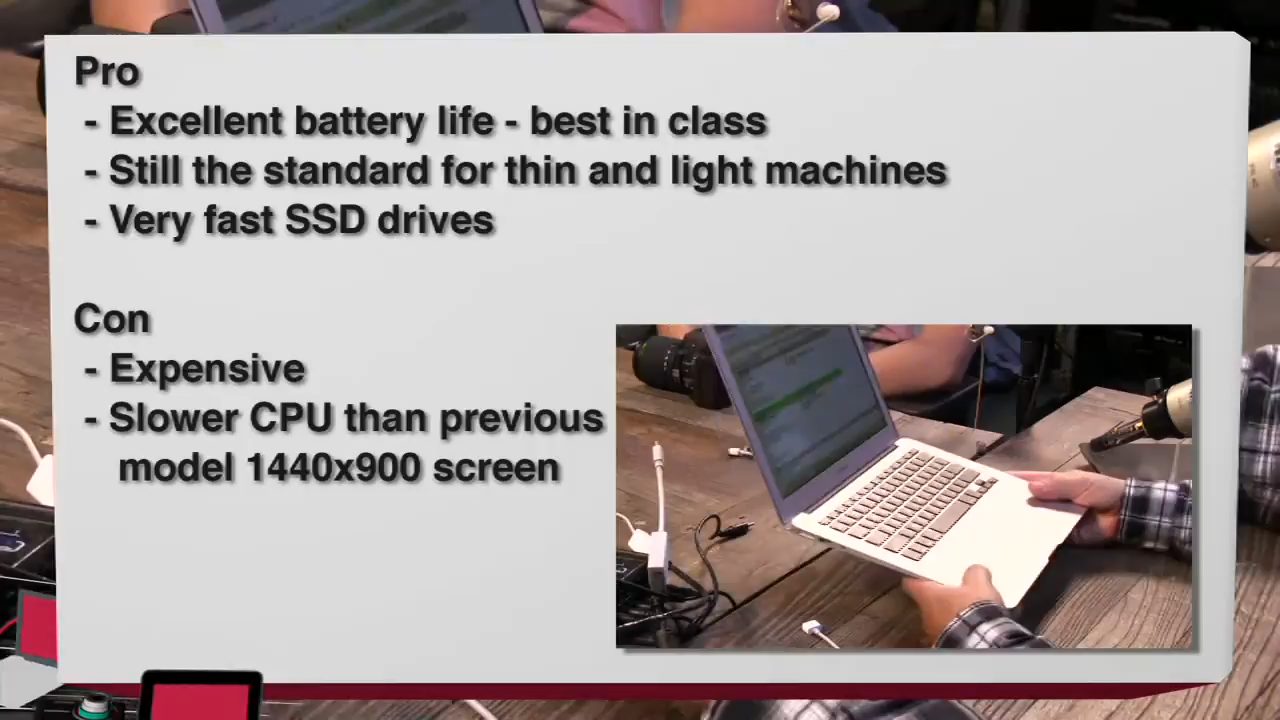 Pro
- Excellent battery life - best in class
- Still the standard for thin and light machines
- Very fast SSD drives
Con
- Expensive
- Slower CPU than previous
model 1440x900 screen